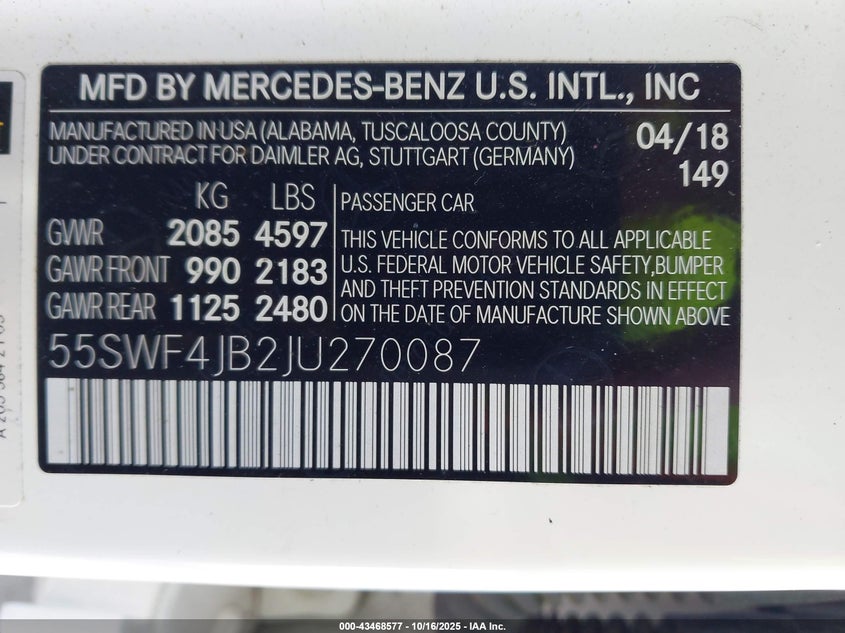 MFD BY MERCEDES-BENZ U.S. INTL., INC
MANUFACTURED IN USA (ALABAMA, TUSCALOOSA COUNTY) 04/18
UNDER CONTRACT FOR DAIMLER AG, STUTTGART (GERMANY) 149
KG LBS
GVWR 2085 4597
GAWR FRONT 990 2183
GAWR REAR 1125 2480
PASSENGER CAR
THIS VEHICLE CONFORMS TO ALL APPLICABLE
U.S. FEDERAL MOTOR VEHICLE SAFETY,BUMPER
AND THEFT PREVENTION STANDARDS IN EFFECT
ON THE DATE OF MANUFACTURE SHOWN ABOVE
55SWF4JB2JU270087
000-43468577 - 10/16/2025 - IAA Inc.